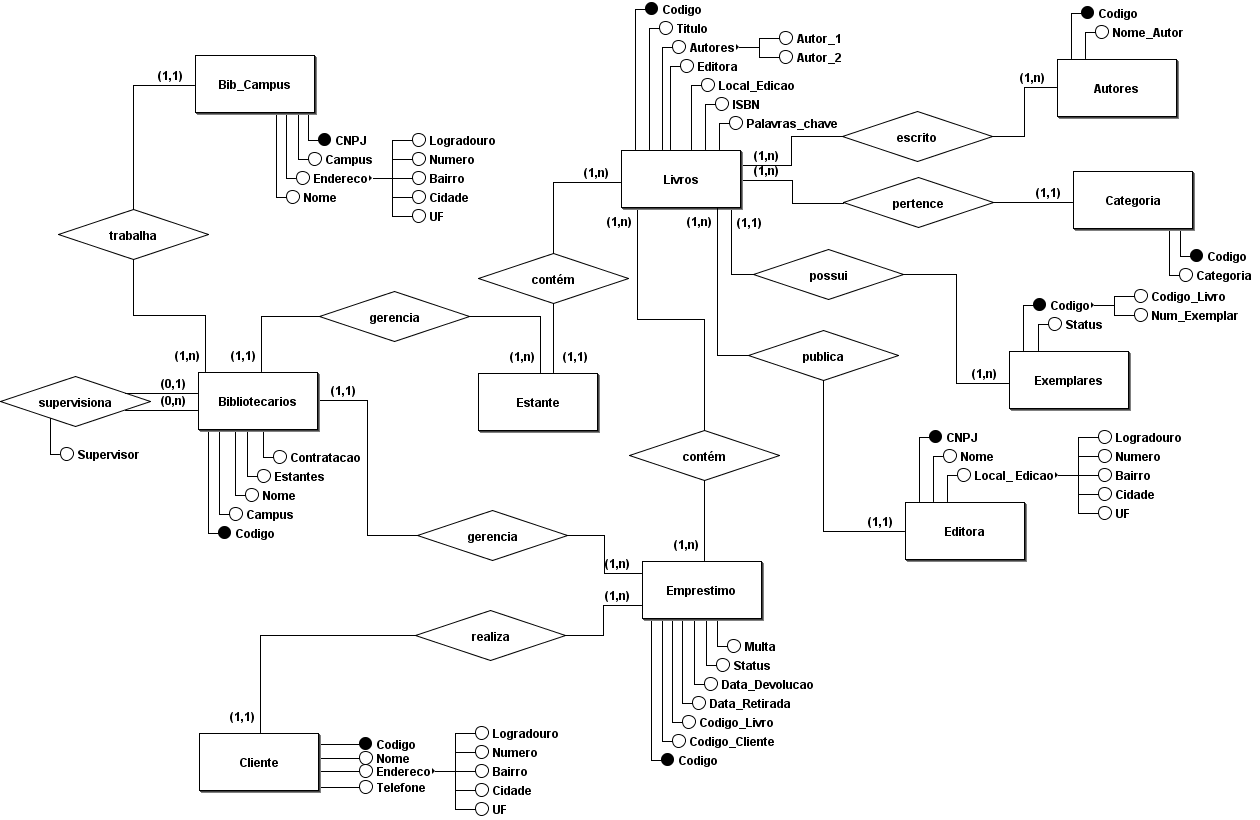 Codigo
Titulo
Autores
Autor_1
Autor_2
Editora
Local_Edicao
ISBN
Palavras_chave
Livros
Codigo
Nome_Autor
(1,n)
Autores
escrito
(1,n)
(1,n)
pertence
(1,1)
Categoria
Codigo
Categoria
(1,1)
Bib_Campus
CNPJ
Campus
Endereco
Nome
Logradouro
Numero
Bairro
Cidade
UF
trabalha
(1,n)
(1,n)
contém
(1,1)
(1,n)
(1,n)
(1,1)
possui
Codigo
Codigo_Livro
Num_Exemplar
Status
(1,n)
Exemplares
gerencia
(1,1)
(1,n)
Estante
publica
(1,1)
supervisiona
(0,1)
(0,n)
Supervisor
Bibliotecarios
(1,1)
Contratacao
Estantes
Nome
Campus
Codigo
contém
(1,n)
CNPJ
Nome
Local_ Edicao
Logradouro
Numero
Bairro
Cidade
UF
Editora
gerencia
(1,n)
Emprestimo
(1,n)
realiza
(1,1)
Multa
Status
Data_Devolucao
Data_Retirada
Codigo_Livro
Codigo_Cliente
Codigo
Cliente
Codigo
Nome
Endereco
Telefone
Logradouro
Numero
Bairro
Cidade
UF